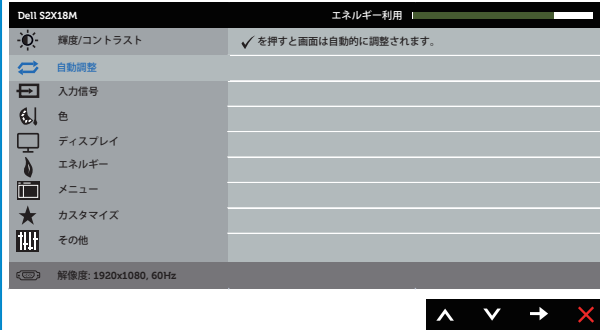 Dell S2X18M エネルギー利用
輝度/コントラスト ✓を押すと画面は自動的に調整されます。
自動調整
入力信号
色
ディスプレイ
エネルギー
メニュー
カスタマイズ
その他
解像度: 1920x1080, 60Hz